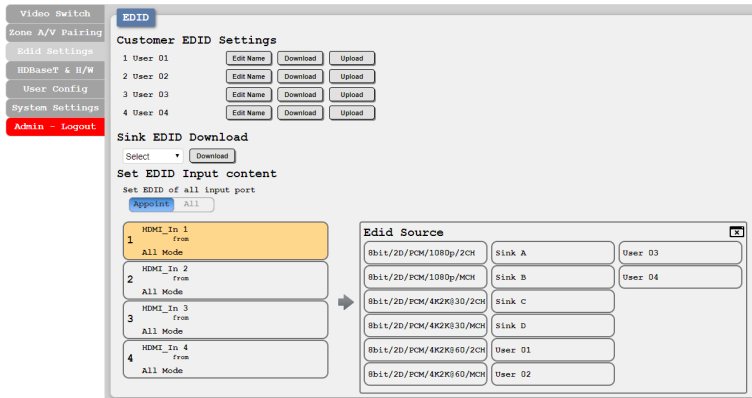 Video Switch
Zone A/V Pairing
Edid Settings
HDBaseT & H/W
User Config
System Settings
Admin - Logout
EDID
Customer EDID Settings
1 User 01 Edit Name Download Upload
2 User 02 Edit Name Download Upload
3 User 03 Edit Name Download Upload
4 User 04 Edit Name Download Upload
Sink EDID Download
Select Download
Set EDID Input content
Set EDID of all input port
Appoint All
HDMI_In 1
1 from
All Mode
HDMI_In 2
2 from
All Mode
HDMI_In 3
3 from
All Mode
HDMI_In 4
4 from
All Mode
Edid Source
8bit/2D/PCM/1080p/2CH Sink A User 03
8bit/2D/PCM/1080p/MCH Sink B User 04
8bit/2D/PCM/4K2K@30/2CH Sink C
8bit/2D/PCM/4K2K@30/MCH Sink D
8bit/2D/PCM/4K2K@60/2CH User 01
8bit/2D/PCM/4K2K@60/MCH User 02